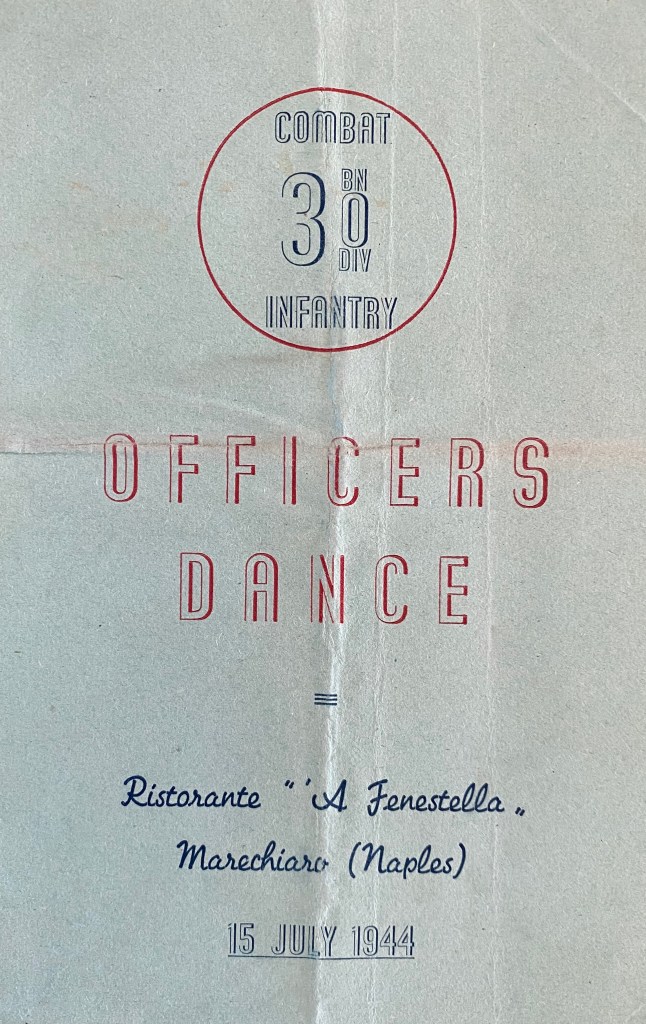 COMBAT
3 BN 0 DIV
INFANTRY
OFFICERS
DANCE
Ristorante " 'A Fenestella „
Marechiaro (Naples)
15 JULY 1944